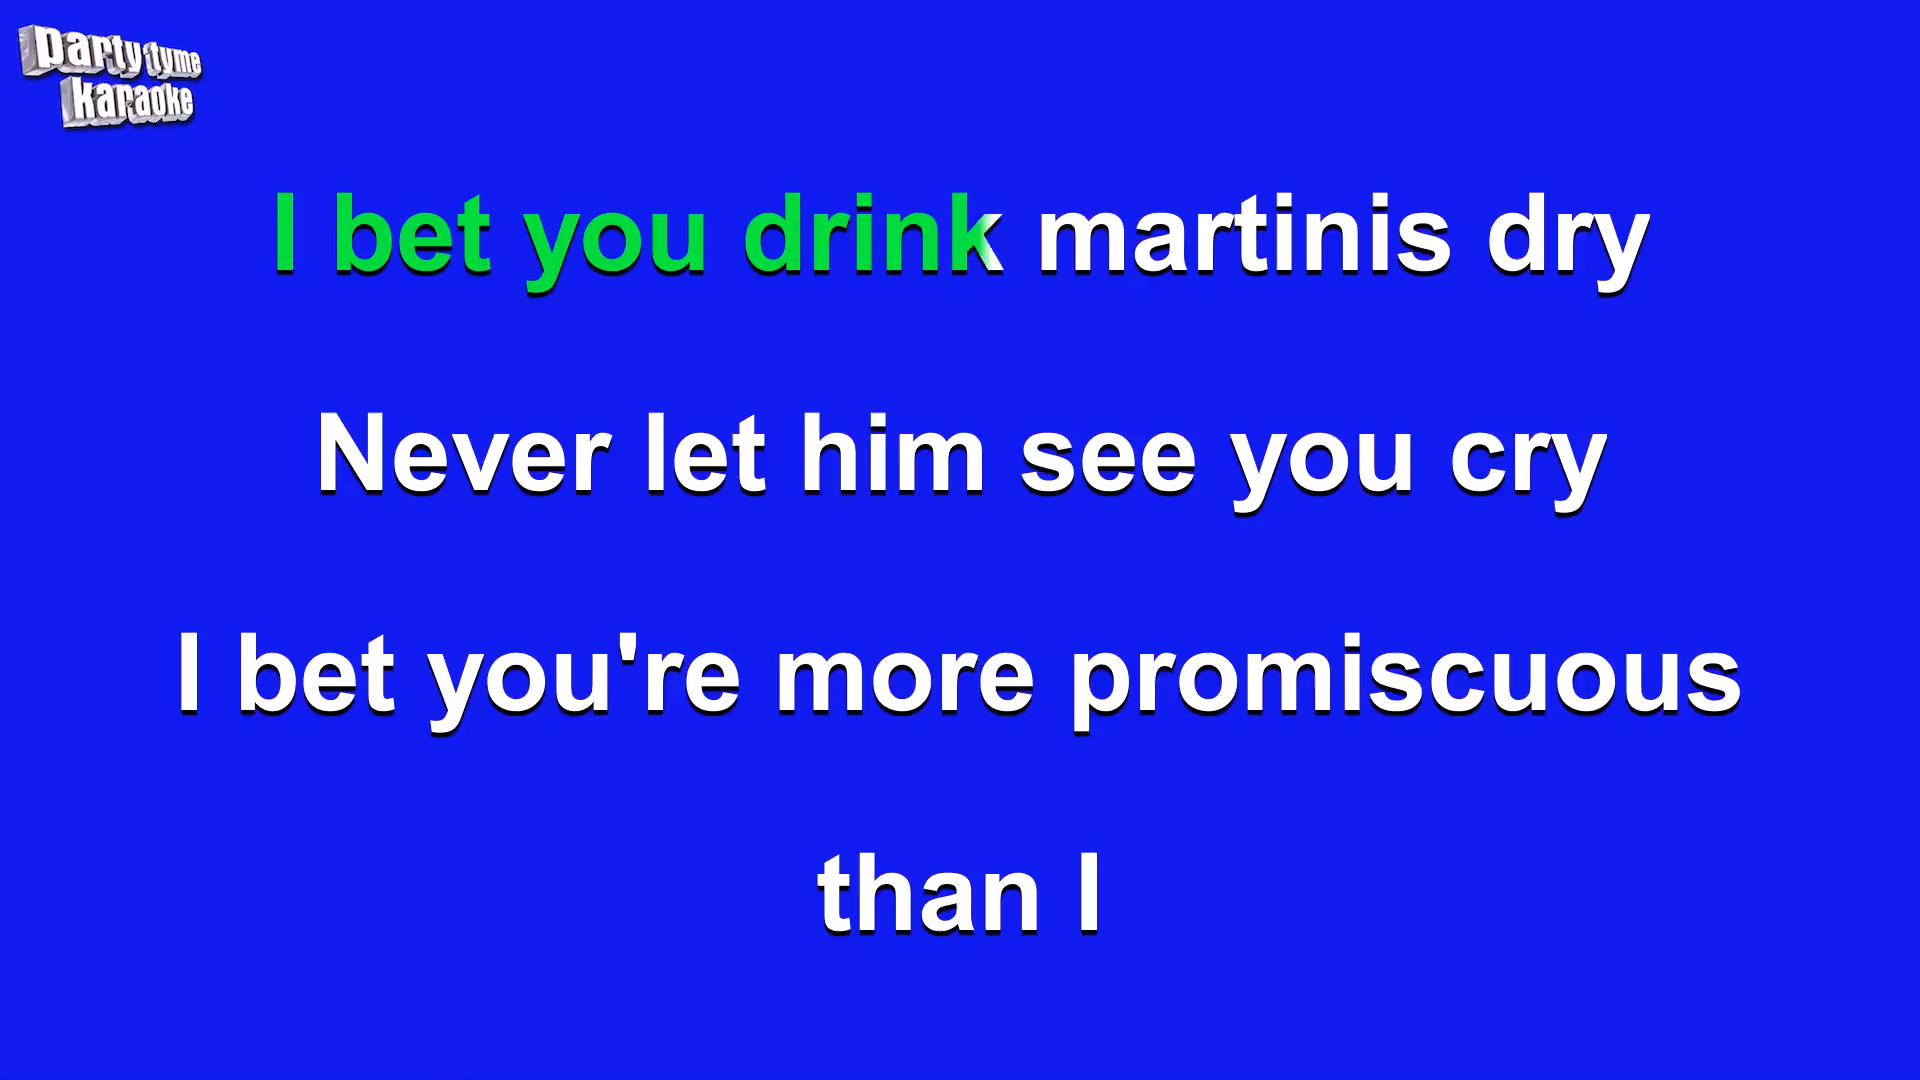 party tyme
karaoke
I bet you drink martinis dry
Never let him see you cry
I bet you're more promiscuous
than I